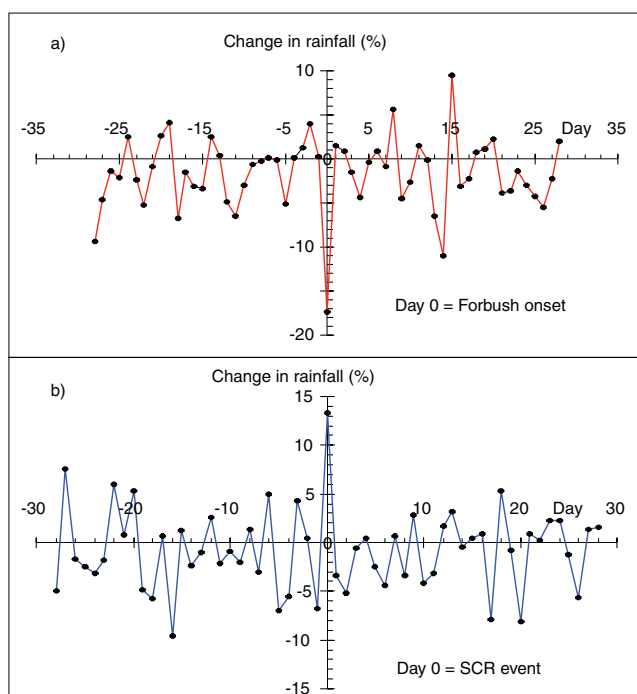 a)
Change in rainfall (%)
10
-35 -25 -15 -5 5 15 25 Day 35
0
-10
Day 0 = Forbush onset
-20
Change in rainfall (%)
b)
15
10
5
-30 -20 -10 10 20 Day 30
0
-5
-10
Day 0 = SCR event
-15